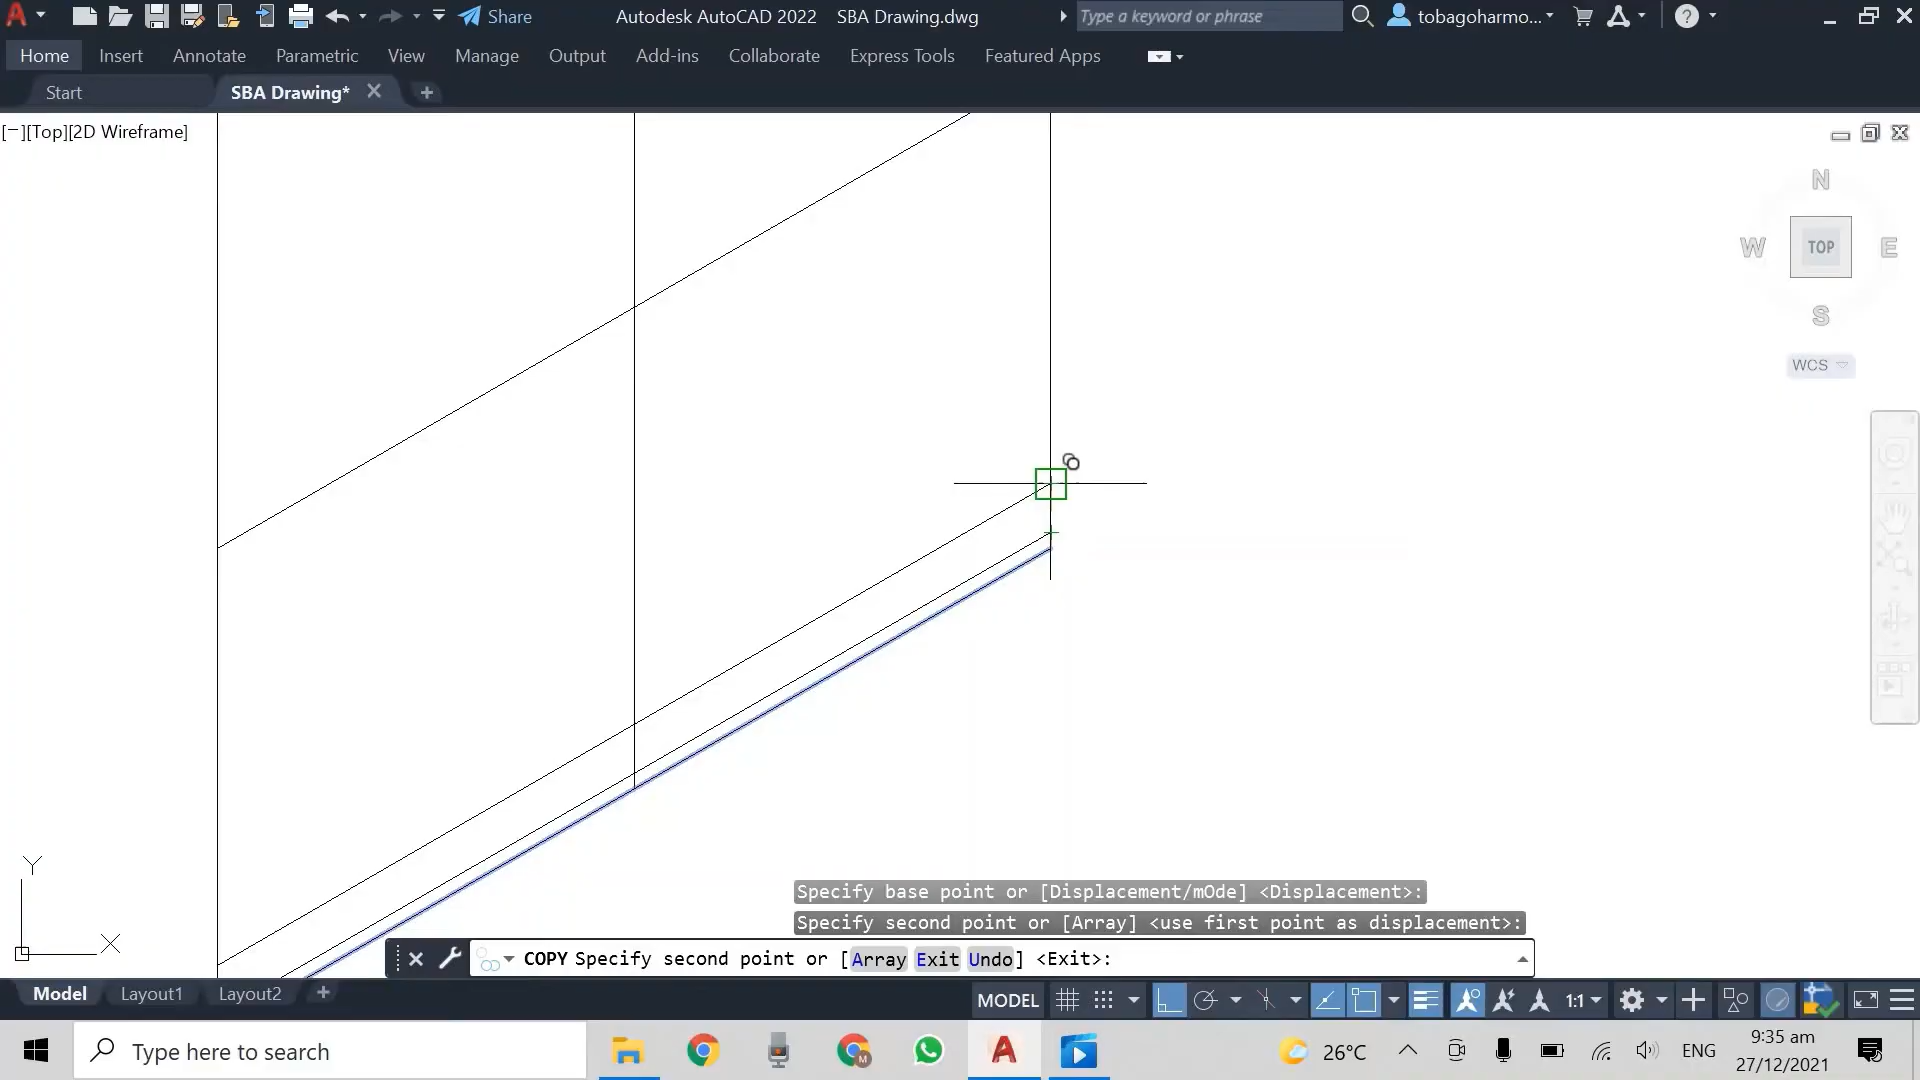 Share
Autodesk AutoCAD 2022 SBA Drawing.dwg
Type a keyword or phrase
tobagoharmo...
?
Home Insert Annotate Parametric View Manage Output Add-ins Collaborate Express Tools Featured Apps
Start
SBA Drawing*
[−][Top][2D Wireframe]
N
W TOP E
S
WCS
Y
X
Specify base point or [Displacement/mOde] <Displacement>:
Specify second point or [Array] <use first point as displacement>:
COPY Specify second point or [Array Exit Undo] <Exit>:
Model Layout1 Layout2
MODEL 1:1
Type here to search
M
26°C ENG
9:35 am
27/12/2021